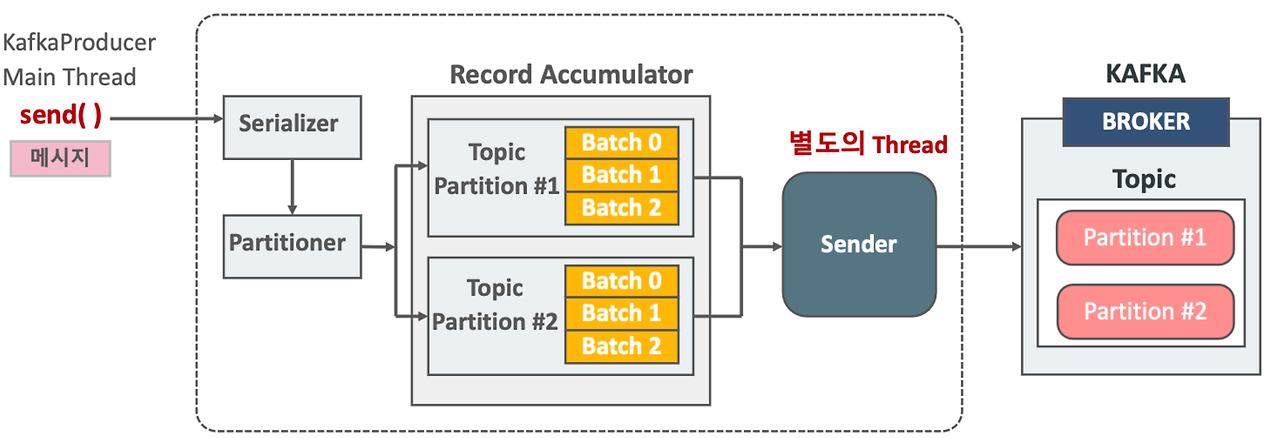 KafkaProducer
Main Thread
send( )
메시지
Serializer
Partitioner
Record Accumulator
Topic
Partition #1
Batch 0
Batch 1
Batch 2
Topic
Partition #2
Batch 0
Batch 1
Batch 2
별도의 Thread
Sender
KAFKA
BROKER
Topic
Partition #1
Partition #2